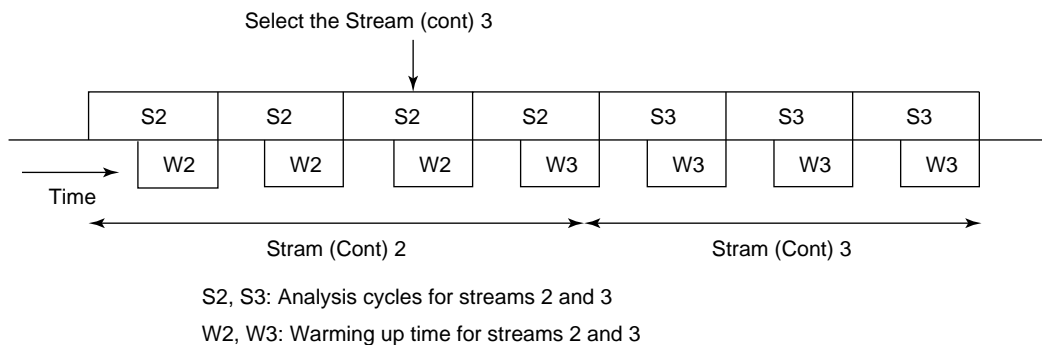 Select the Stream (cont) 3
S2 S2 S2 S2 S3 S3 S3
W2 W2 W2 W3 W3 W3 W3
Time
Stram (Cont) 2 Stram (Cont) 3
S2, S3: Analysis cycles for streams 2 and 3
W2, W3: Warming up time for streams 2 and 3